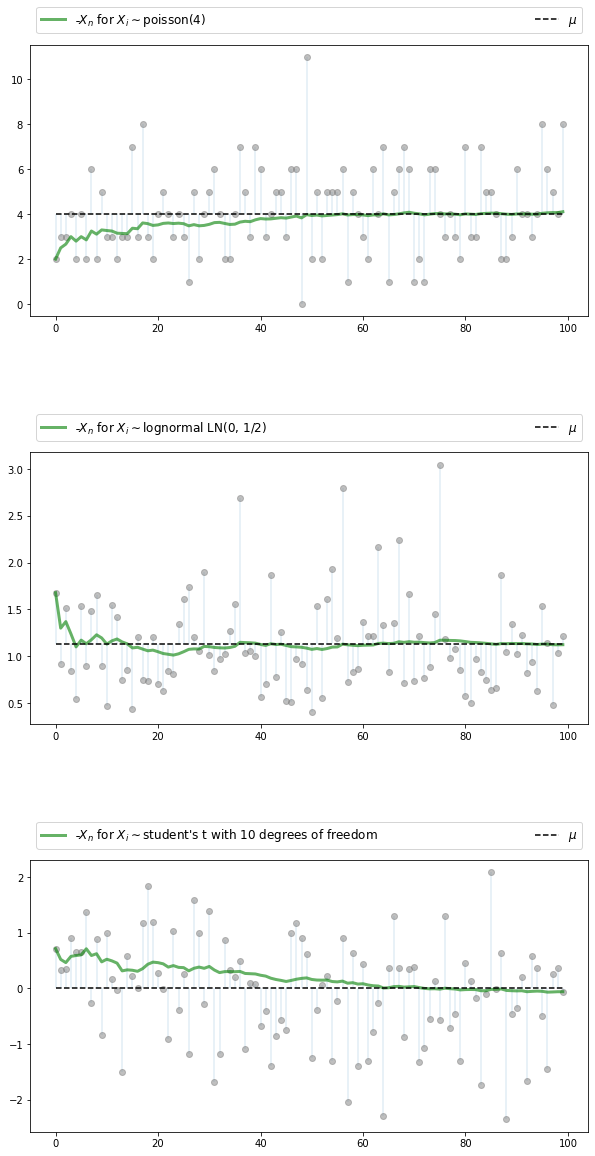 -Xₙ for Xᵢ ∼ poisson(4) μ
10
8
6
4
2
0
0 20 40 60 80 100
-Xₙ for Xᵢ ∼ lognormal LN(0, 1/2) μ
3.0
2.5
2.0
1.5
1.0
0.5
0 20 40 60 80 100
-Xₙ for Xᵢ ∼ student's t with 10 degrees of freedom μ
2
1
0
−1
−2
0 20 40 60 80 100